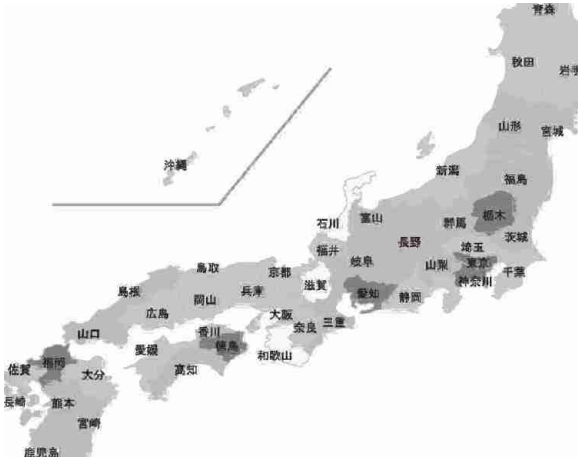 青森
秋田
岩手
山形
宮城
沖縄
新潟
福島
石川
富山
群馬
栃木
福井
長野
埼玉
茨城
岐阜
山梨
東京
鳥取
京都
滋賀
神奈川
千葉
島根
岡山
兵庫
愛知
静岡
広島
大阪
奈良
三重
山口
香川
徳島
愛媛
和歌山
佐賀
福岡
大分
高知
長崎
熊本
宮崎
鹿児島